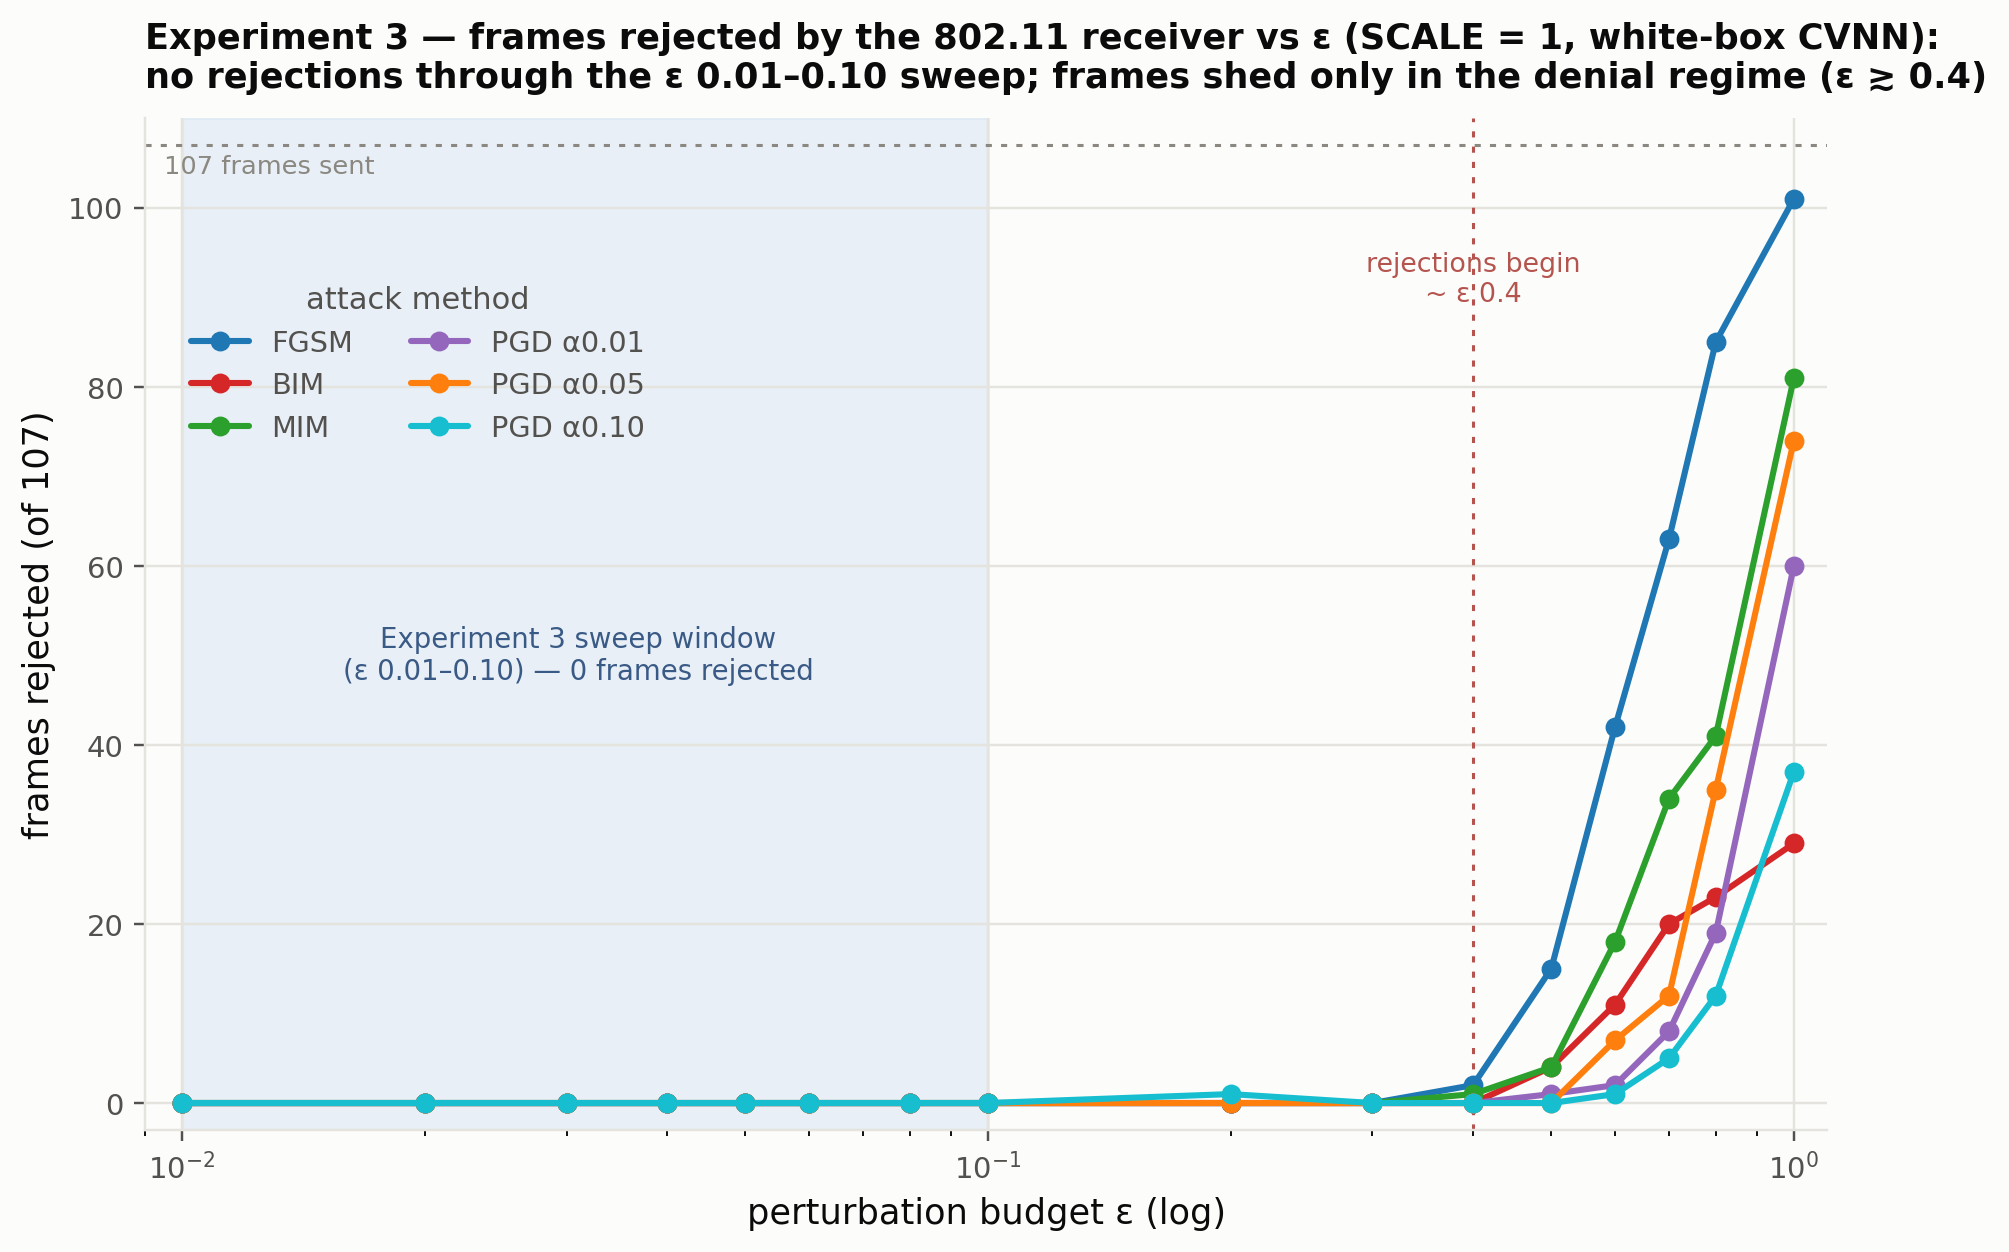 Experiment 3 — frames rejected by the 802.11 receiver vs ε (SCALE = 1, white-box CVNN):
no rejections through the ε 0.01–0.10 sweep; frames shed only in the denial regime (ε ≳ 0.4)
107 frames sent
rejections begin
~ ε 0.4
attack method
FGSM
BIM
MIM
PGD α0.01
PGD α0.05
PGD α0.10
Experiment 3 sweep window
(ε 0.01–0.10) — 0 frames rejected
frames rejected (of 107)
100
80
60
40
20
0
10⁻²
10⁻¹
10⁰
perturbation budget ε (log)